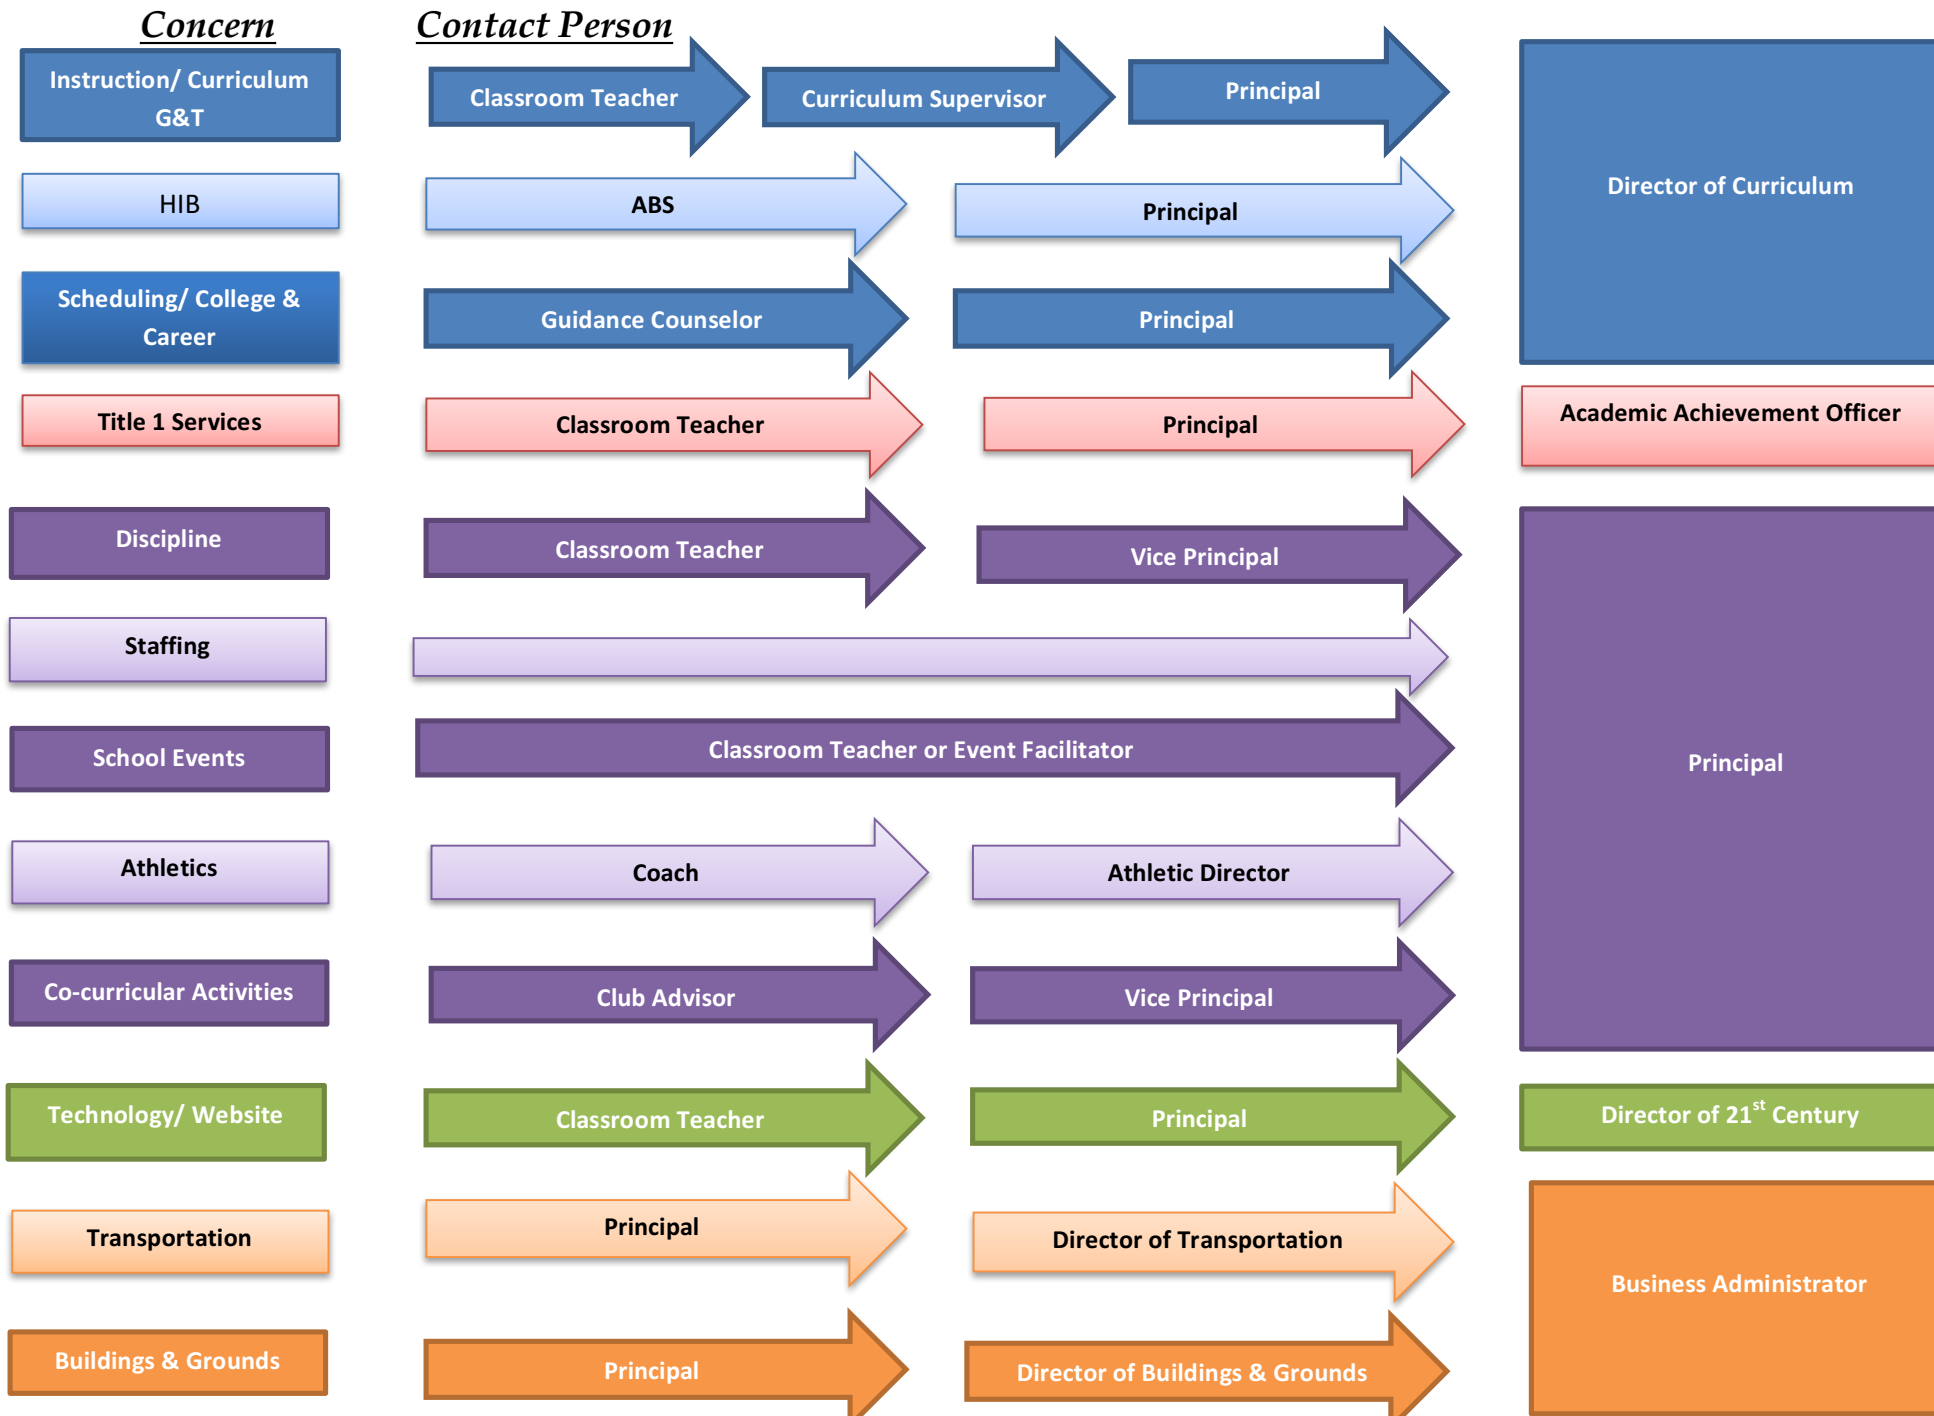 Concern
Contact Person
Instruction/ Curriculum
G&T
Classroom Teacher
Curriculum Supervisor
Principal
Director of Curriculum
HIB
ABS
Principal
Scheduling/ College &
Career
Guidance Counselor
Principal
Title 1 Services
Classroom Teacher
Principal
Academic Achievement Officer
Discipline
Classroom Teacher
Vice Principal
Principal
Staffing
School Events
Classroom Teacher or Event Facilitator
Athletics
Coach
Athletic Director
Co-curricular Activities
Club Advisor
Vice Principal
Technology/ Website
Classroom Teacher
Principal
Director of 21st Century
Transportation
Principal
Director of Transportation
Business Administrator
Buildings & Grounds
Principal
Director of Buildings & Grounds